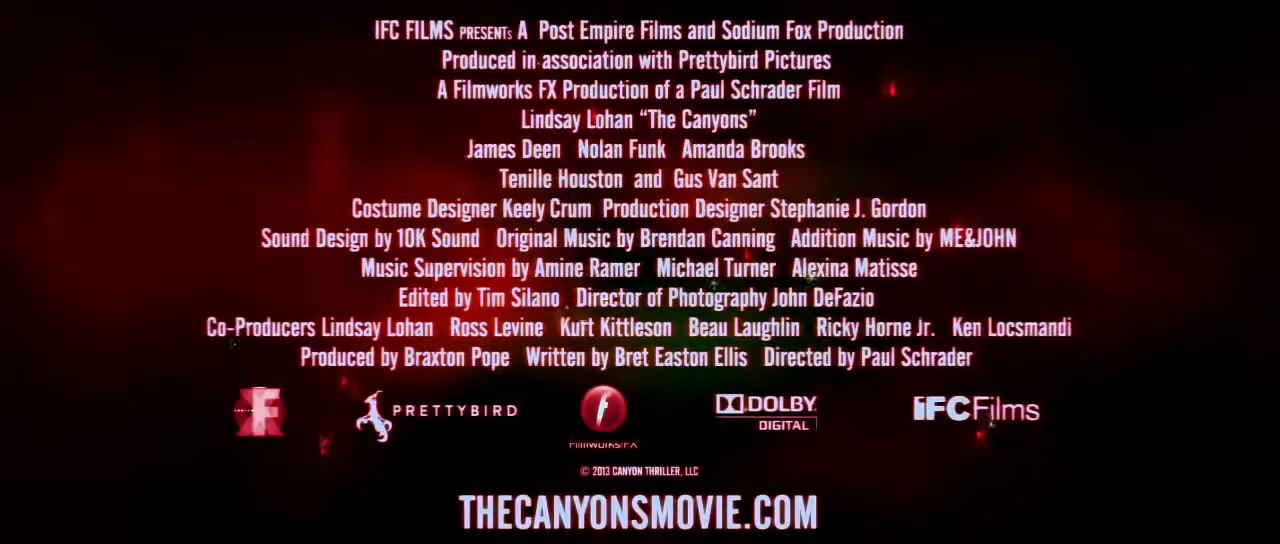 IFC FILMS PRESENTs A Post Empire Films and Sodium Fox Production
Produced in association with Prettybird Pictures
A Filmworks FX Production of a Paul Schrader Film
Lindsay Lohan “The Canyons”
James Deen Nolan Funk Amanda Brooks
Tenille Houston and Gus Van Sant
Costume Designer Keely Crum Production Designer Stephanie J. Gordon
Sound Design by 10K Sound Original Music by Brendan Canning Addition Music by ME&JOHN
Music Supervision by Amine Ramer Michael Turner Alexina Matisse
Edited by Tim Silano Director of Photography John DeFazio
Co-Producers Lindsay Lohan Ross Levine Kurt Kittleson Beau Laughlin Ricky Horne Jr. Ken Locsmandi
Produced by Braxton Pope Written by Bret Easton Ellis Directed by Paul Schrader
F PRETTYBIRD f DOLBY IFC Films
DIGITAL
FILMWORKS/FX
© 2013 CANYON THRILLER, LLC
THECANYONSMOVIE.COM